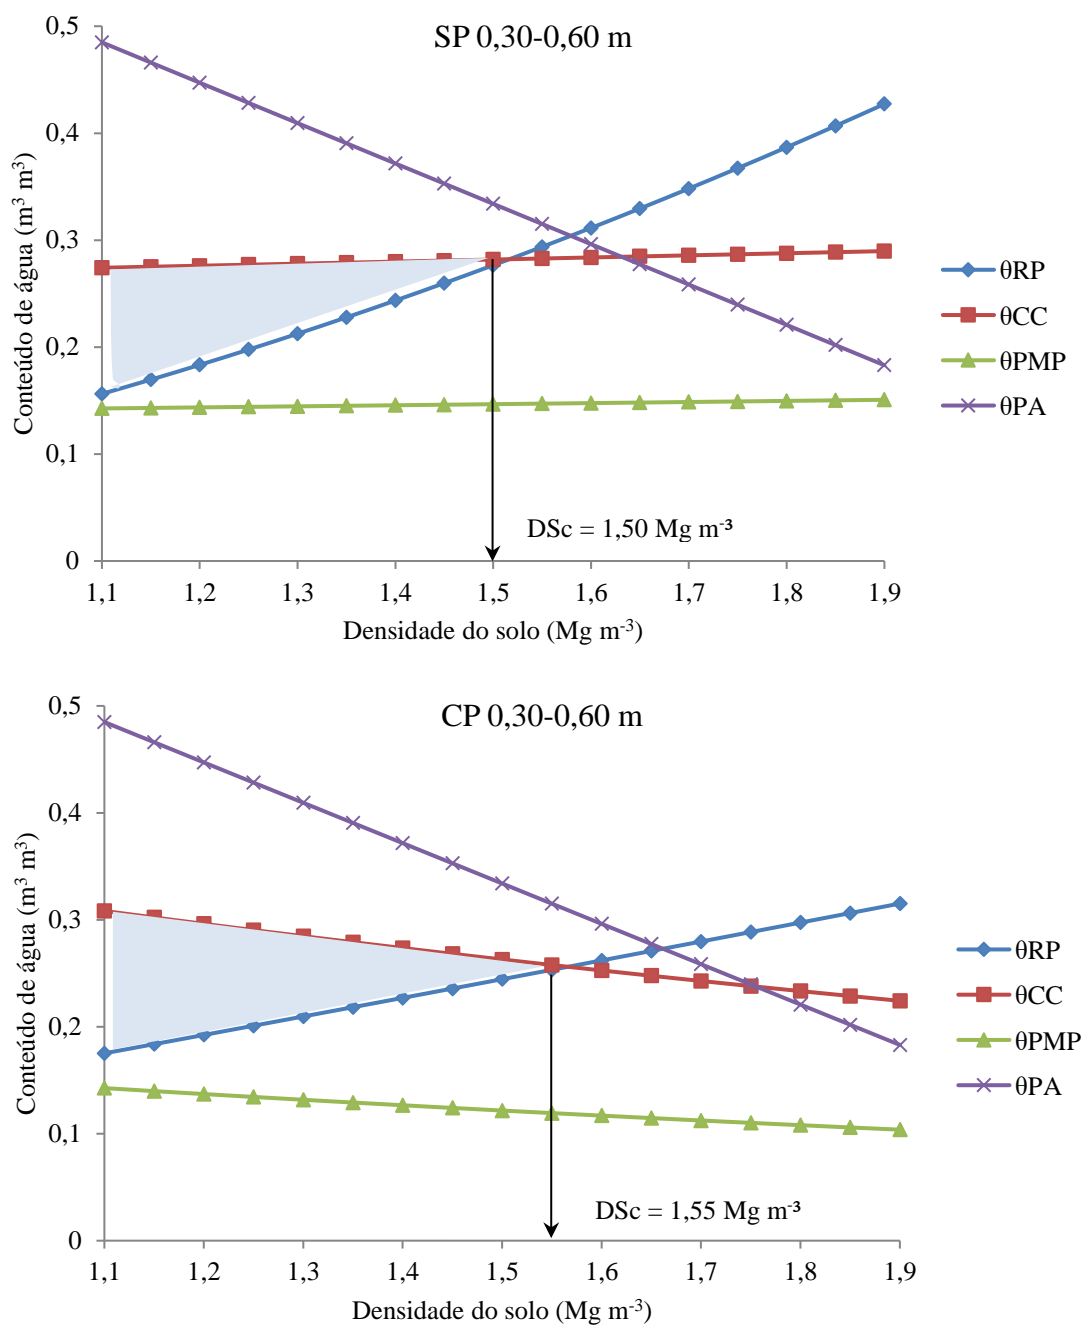 SP 0,30-0,60 m
0,5
0,4
0,3
0,2
0,1
0
Conteúdo de água (m³ m³)
θRP
θCC
θPMP
θPA
DSc = 1,50 Mg m⁻³
1,1 1,2 1,3 1,4 1,5 1,6 1,7 1,8 1,9
Densidade do solo (Mg m⁻³)
CP 0,30-0,60 m
0,5
0,4
0,3
0,2
0,1
0
Conteúdo de água (m³ m³)
θRP
θCC
θPMP
θPA
DSc = 1,55 Mg m⁻³
1,1 1,2 1,3 1,4 1,5 1,6 1,7 1,8 1,9
Densidade do solo (Mg m⁻³)